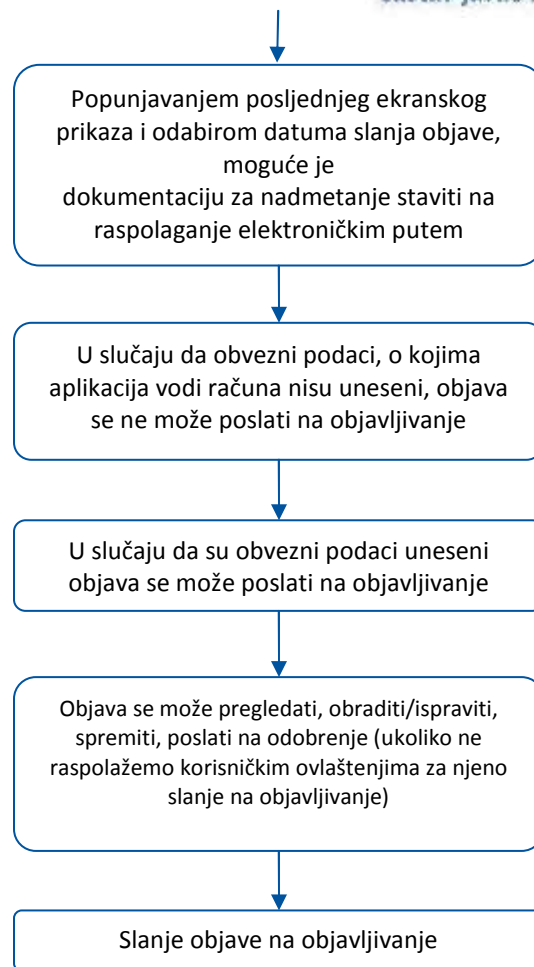 Popunjavanjem posljednjeg ekranskog
prikaza i odabirom datuma slanja objave,
moguće je
dokumentaciju za nadmetanje staviti na
raspolaganje elektroničkim putem
U slučaju da obvezni podaci, o kojima
aplikacija vodi računa nisu uneseni, objava
se ne može poslati na objavljivanje
U slučaju da su obvezni podaci uneseni
objava se može poslati na objavljivanje
Objava se može pregledati, obraditi/ispraviti,
spremiti, poslati na odobrenje (ukoliko ne
raspolažemo korisničkim ovlaštenjima za njeno
slanje na objavljivanje)
Slanje objave na objavljivanje